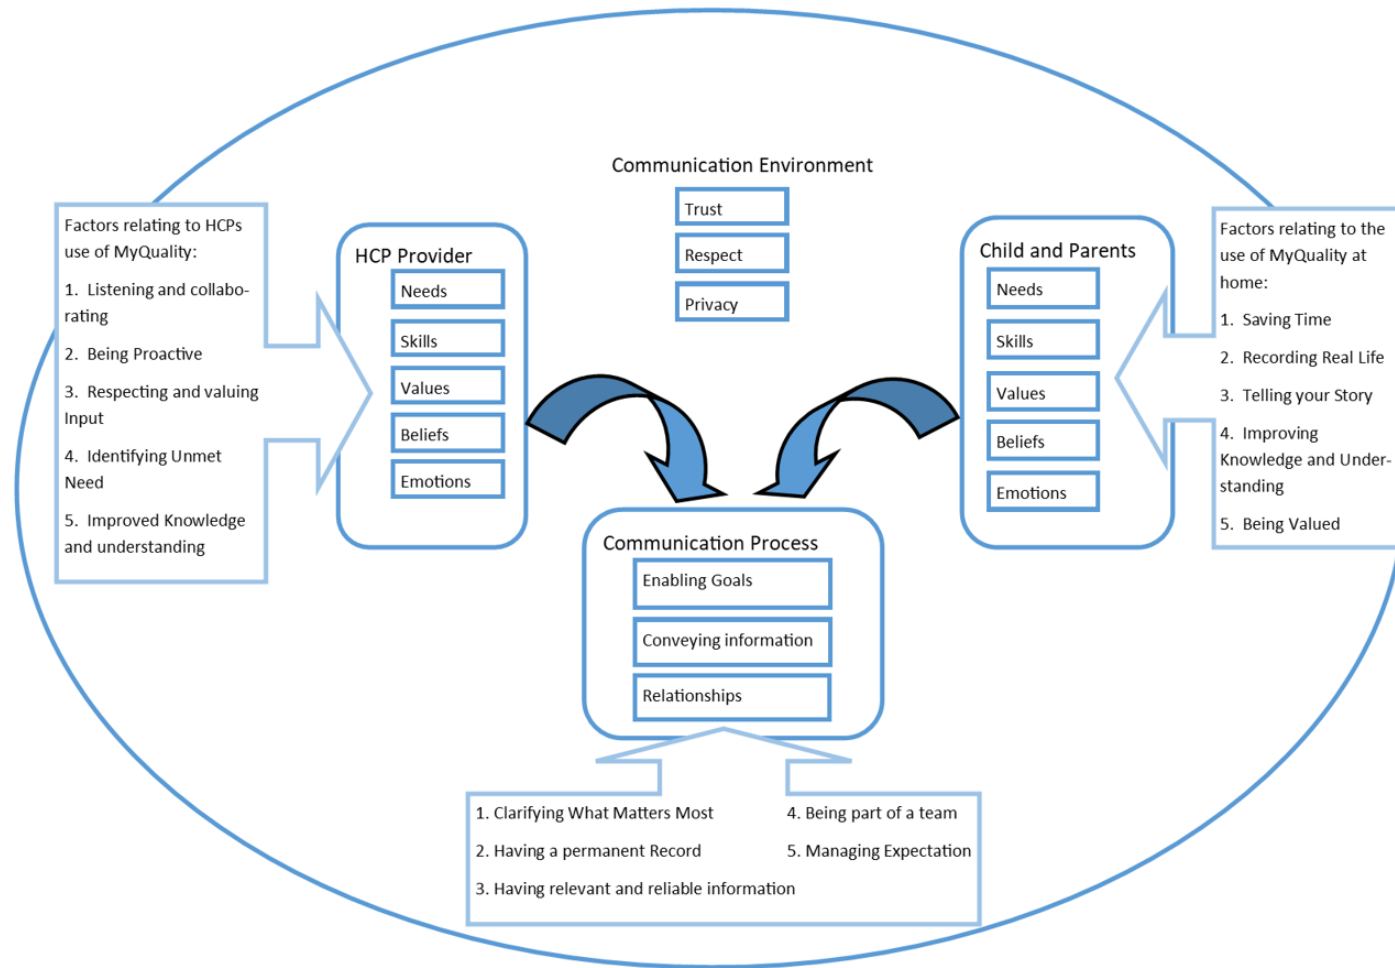 Communication Environment
Trust
Respect
Privacy
Factors relating to HCPs
use of MyQuality:
1. Listening and collabo-
rating
2. Being Proactive
3. Respecting and valuing
Input
4. Identifying Unmet
Need
5. Improved Knowledge
and understanding
HCP Provider
Needs
Skills
Values
Beliefs
Emotions
Child and Parents
Needs
Skills
Values
Beliefs
Emotions
Factors relating to the
use of MyQuality at
home:
1. Saving Time
2. Recording Real Life
3. Telling your Story
4. Improving
Knowledge and Under-
standing
5. Being Valued
Communication Process
Enabling Goals
Conveying information
Relationships
1. Clarifying What Matters Most
2. Having a permanent Record
3. Having relevant and reliable information
4. Being part of a team
5. Managing Expectation